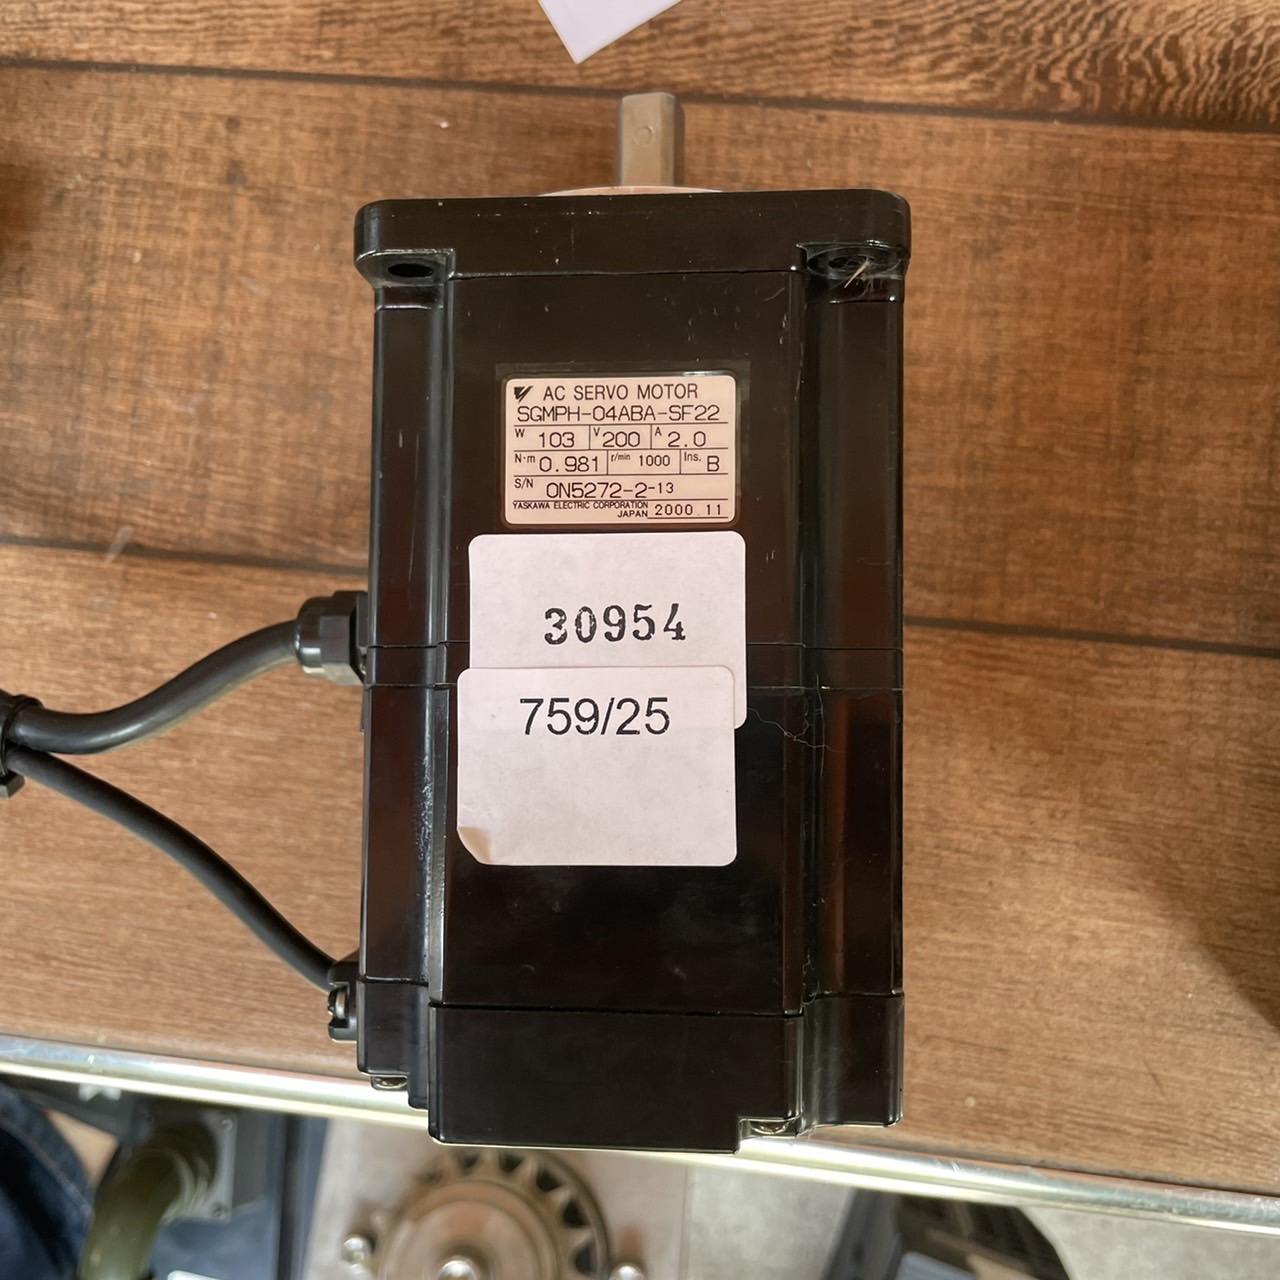 AC SERVO MOTOR
SGMPH-04ABA-SF22
W 103 V 200 A 2.0
N·m 0.981 r/min 1000 Ins. B
S/N 0N5272-2-13
YASKAWA ELECTRIC CORPORATION
JAPAN 2000.11
30954
759/25